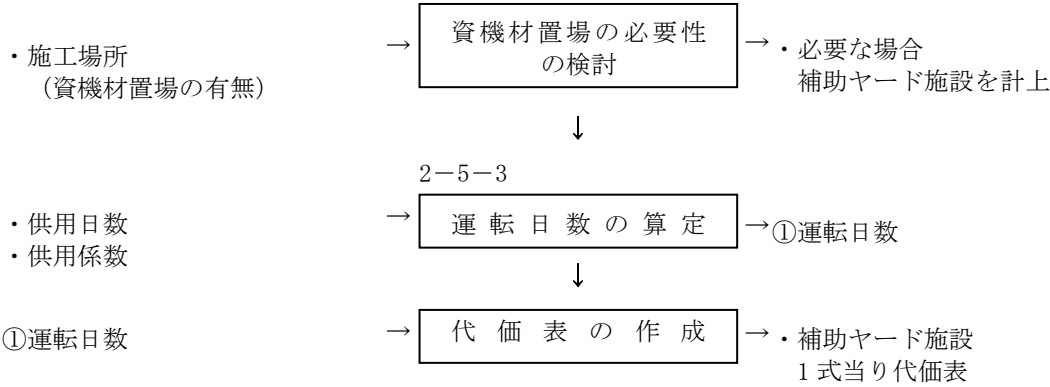 ・施工場所
（資機材置場の有無）
→
資機材置場の必要性
の検討
→
・必要な場合
補助ヤード施設を計上
↓
2－5－3
・供用日数
・供用係数
→
運転日数の算定
→
①運転日数
↓
①運転日数
→
代価表の作成
→
・補助ヤード施設
1式当り代価表